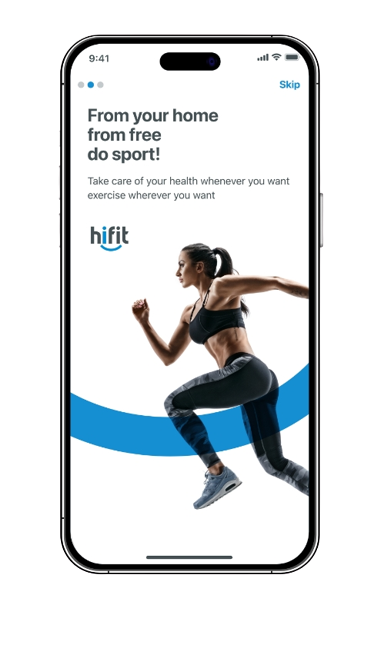 9:41
Skip
From your home
from free
do sport!
Take care of your health whenever you want
exercise wherever you want
hifit